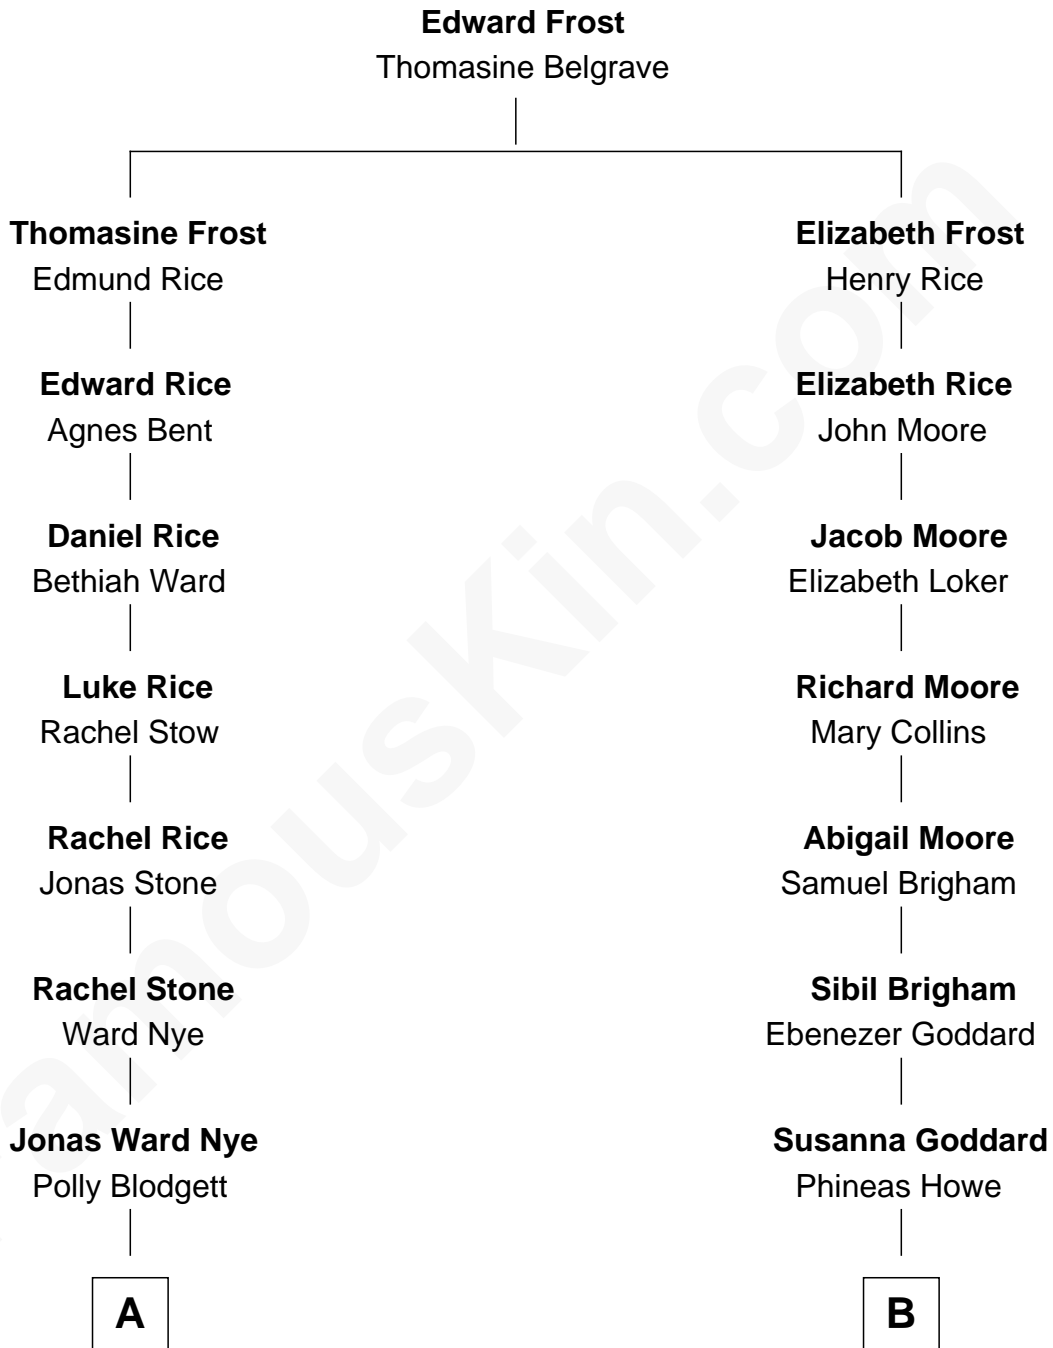 Edward Frost
Thomasine Belgrave
Thomasine Frost
Edmund Rice
Elizabeth Frost
Henry Rice
Edward Rice
Agnes Bent
Elizabeth Rice
John Moore
Daniel Rice
Bethiah Ward
Jacob Moore
Elizabeth Loker
Luke Rice
Rachel Stow
Richard Moore
Mary Collins
Rachel Rice
Jonas Stone
Abigail Moore
Samuel Brigham
Rachel Stone
Ward Nye
Sibil Brigham
Ebenezer Goddard
Jonas Ward Nye
Polly Blodgett
Susanna Goddard
Phineas Howe
A
B
amouskin.com